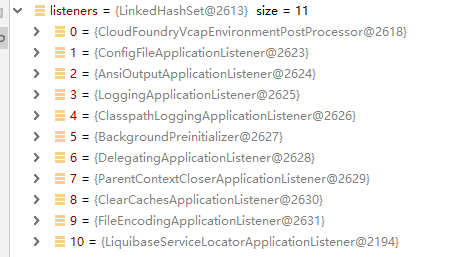 listeners = {LinkedHashSet@2613} size = 11
0 = {CloudFoundryVcapEnvironmentPostProcessor@2618}
1 = {ConfigFileApplicationListener@2623}
2 = {AnsiOutputApplicationListener@2624}
3 = {LoggingApplicationListener@2625}
4 = {ClasspathLoggingApplicationListener@2626}
5 = {BackgroundPreinitializer@2627}
6 = {DelegatingApplicationListener@2628}
7 = {ParentContextCloserApplicationListener@2629}
8 = {ClearCachesApplicationListener@2630}
9 = {FileEncodingApplicationListener@2631}
10 = {LiquibaseServiceLocatorApplicationListener@2194}